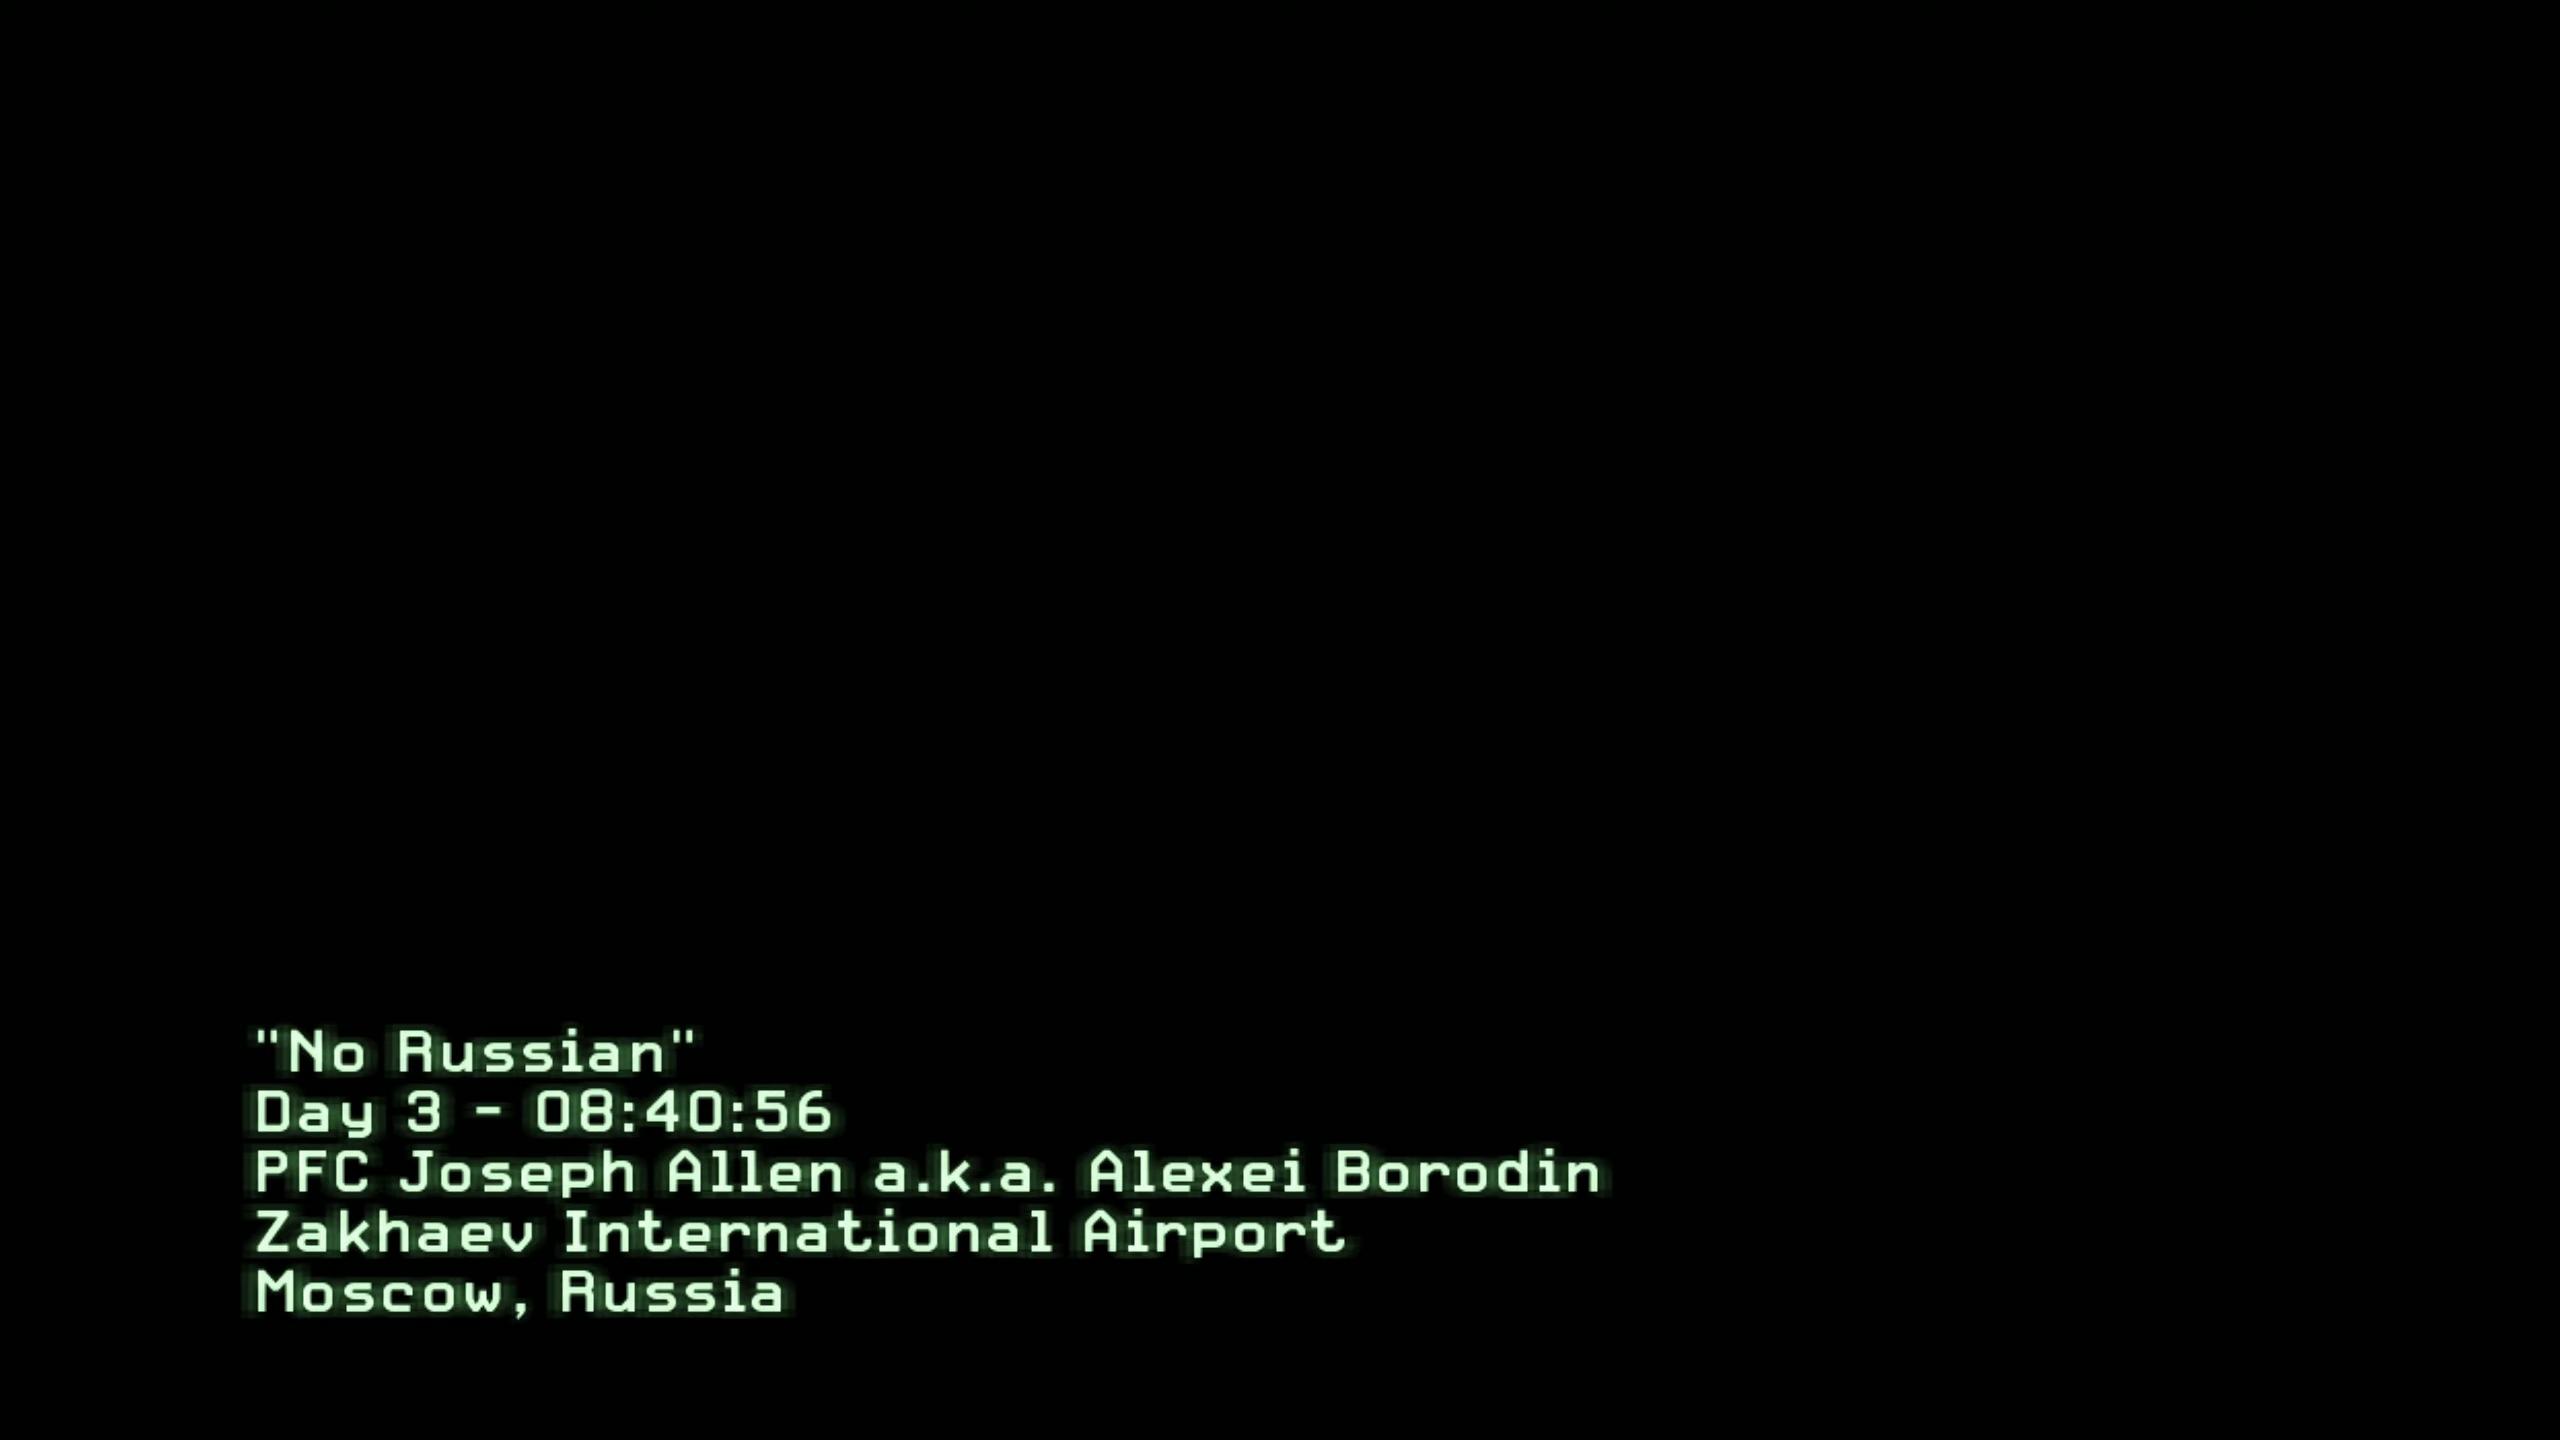 "No Russian"
Day 3 - 08:40:56
PFC Joseph Allen a.k.a. Alexei Borodin
Zakhaev International Airport
Moscow, Russia